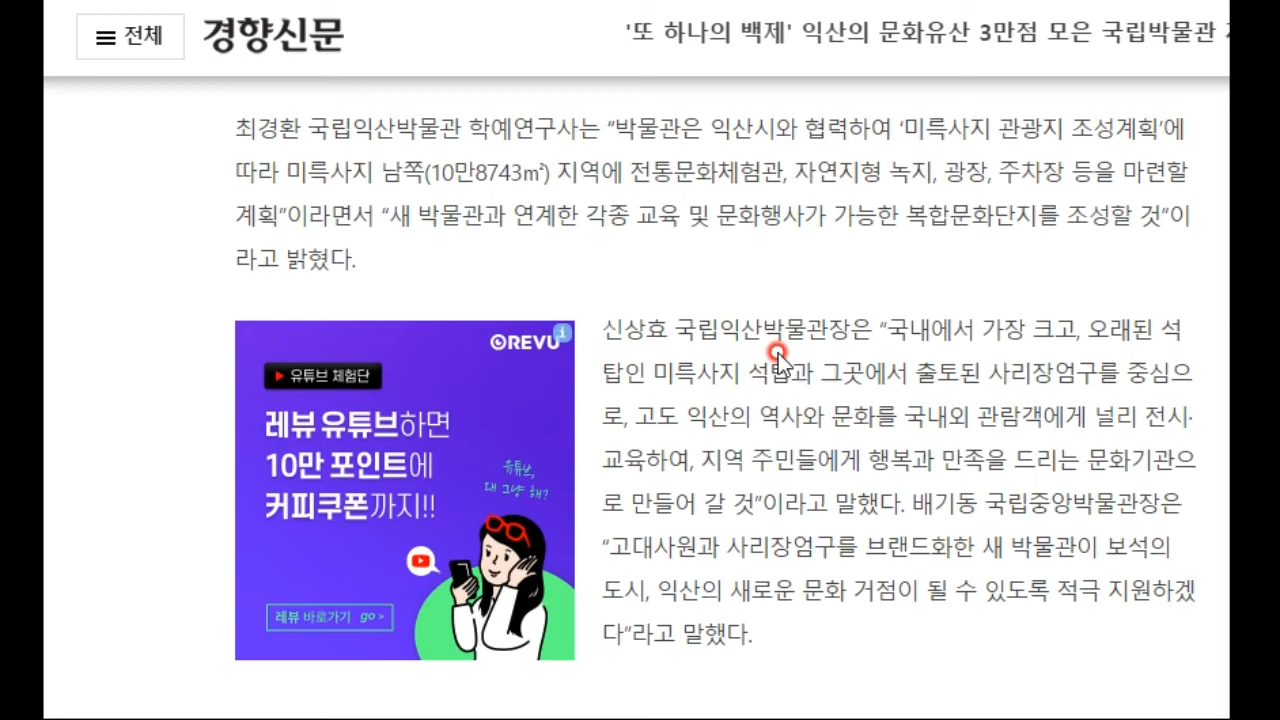 전체
경향신문
'또 하나의 백제' 익산의 문화유산 3만점 모은 국립박물관
최경환 국립익산박물관 학예연구사는 “박물관은 익산시와 협력하여 ‘미륵사지 관광지 조성계획’에
따라 미륵사지 남쪽(10만8743㎡) 지역에 전통문화체험관, 자연지형 녹지, 광장, 주차장 등을 마련할
계획”이라면서 “새 박물관과 연계한 각종 교육 및 문화행사가 가능한 복합문화단지를 조성할 것”이
라고 밝혔다.
REVU
유튜브 체험단
레뷰 유튜브하면
10만 포인트에
커피쿠폰까지!!
유튜브,
대 그냥 해?
레뷰 바로가기 go >
신상효 국립익산박물관장은 “국내에서 가장 크고, 오래된 석
탑인 미륵사지 석탑과 그곳에서 출토된 사리장엄구를 중심으
로, 고도 익산의 역사와 문화를 국내외 관람객에게 널리 전시·
교육하여, 지역 주민들에게 행복과 만족을 드리는 문화기관으
로 만들어 갈 것”이라고 말했다. 배기동 국립중앙박물관장은
“고대사원과 사리장엄구를 브랜드화한 새 박물관이 보석의
도시, 익산의 새로운 문화 거점이 될 수 있도록 적극 지원하겠
다”라고 말했다.